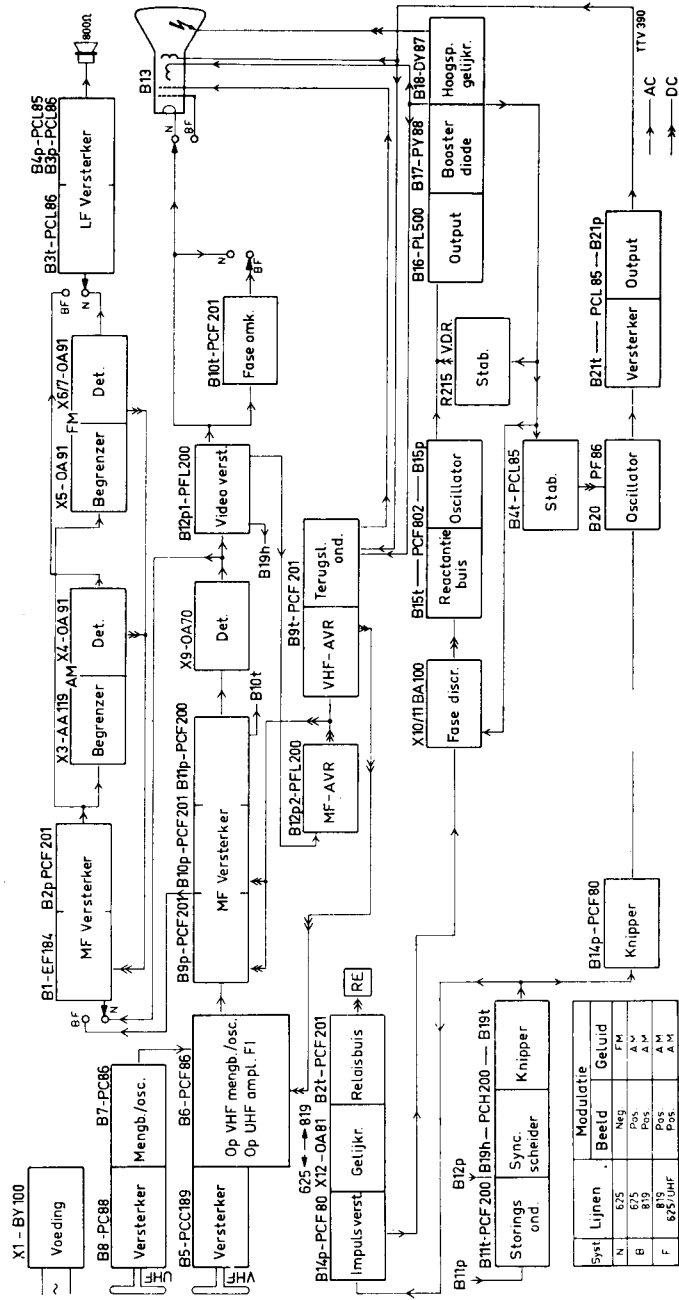 X1 - BY100
Voeding
~
B8-PC88
B7-PC86
Versterker
Mengb./osc.
UHF
B5-PCC189
B6-PCF86
Versterker
Op VHF mengb./osc.
Op UHF ampl. F1
VHF
B1-EF184
B2p PCF201
MF Versterker
BF
N
X3-AA119
AM
X4-OA91
Begrenzer
Det.
X5-OA91
FM
X6/7-OA91
Begrenzer
Det.
BF
N
B3t-PCL86
B4p-PCL85
B3p-PCL86
LF Versterker
800Ω
B9p-PCF201
B10p-PCF201
B11p-PCF200
MF Versterker
B10t
X9-OA70
Det.
B12p1-PFL200
Video verst.
B19h
B10t-PCF201
Fase omk.
N
BF
B13
N
BF
B12p2-PFL200
MF-AVR
B9t-PCF201
VHF-AVR
Terugsl.
ond.
625
819
B14p-PCF80
X12-OA81
B2t-PCF201
Impulsverst.
Gelijkr.
Relaisbuis
RE
X10/11 BA100
Fase discr.
B15t — PCF802 — B15p
Reactantie
buis
Oscillator
R215
V.D.R.
Stab.
B16-PL500
B17-PY88
B18-DY87
Output
Booster
diode
Hoogsp.
gelijkr.
B4t-PCL85
Stab.
B11p
B12p
B11t-PCF200
B19h — PCH200 — B19t
Storings
ond.
Sync.
scheider
Knipper
B14p-PCF80
Knipper
B20
PF86
Oscillator
B21t — PCL85 — B21p
Versterker
Output
TTV 390
AC
DC
Syst.
Lijnen
Modulatie
Beeld
Geluid
N 625 Neg FM
B 625 Pos. AM
819 Pos. AM
F 819 Pos. AM
625/UHF Pos. AM